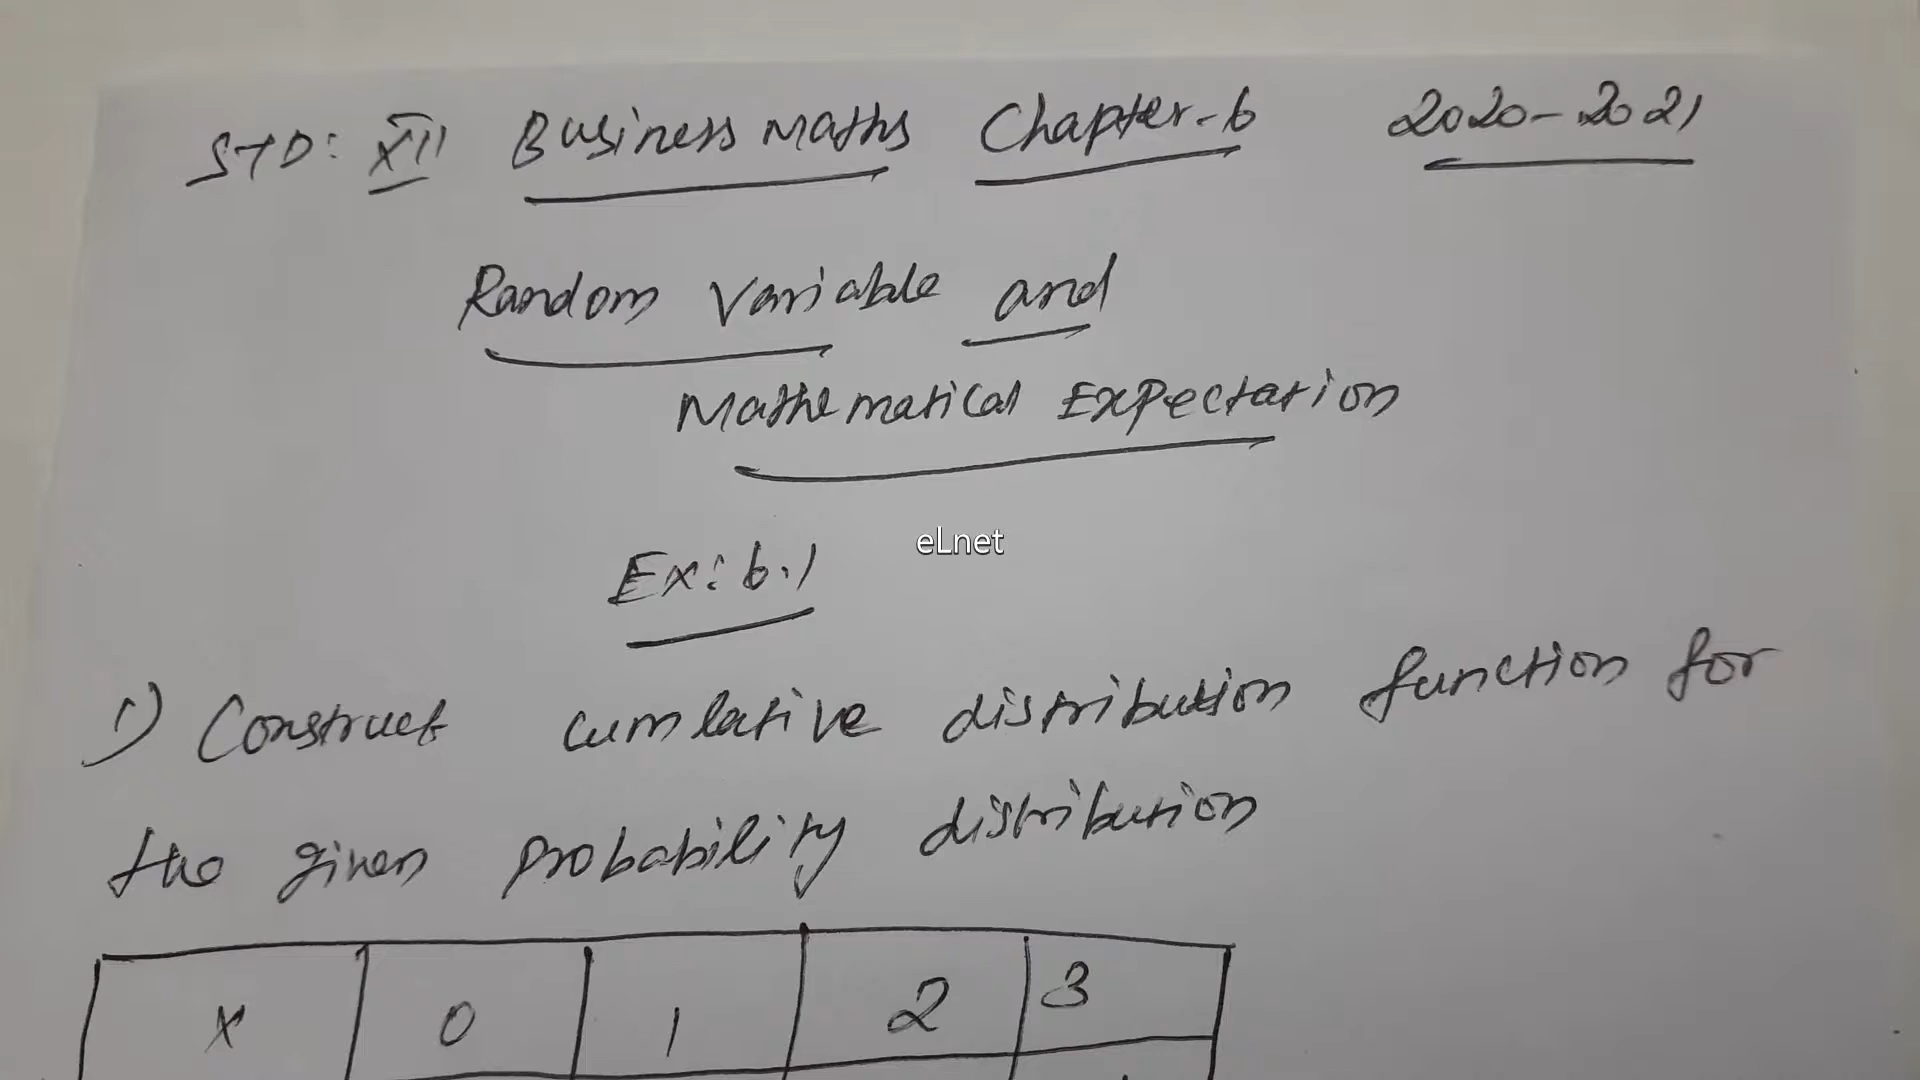 STD: XII Business Maths Chapter-6 2020-2021
Random Variable and
Mathematical Expectation
eLnet
Ex: 6.1
1) Construct cumlative distribution function for
the given probability distribution
x 0 1 2 3